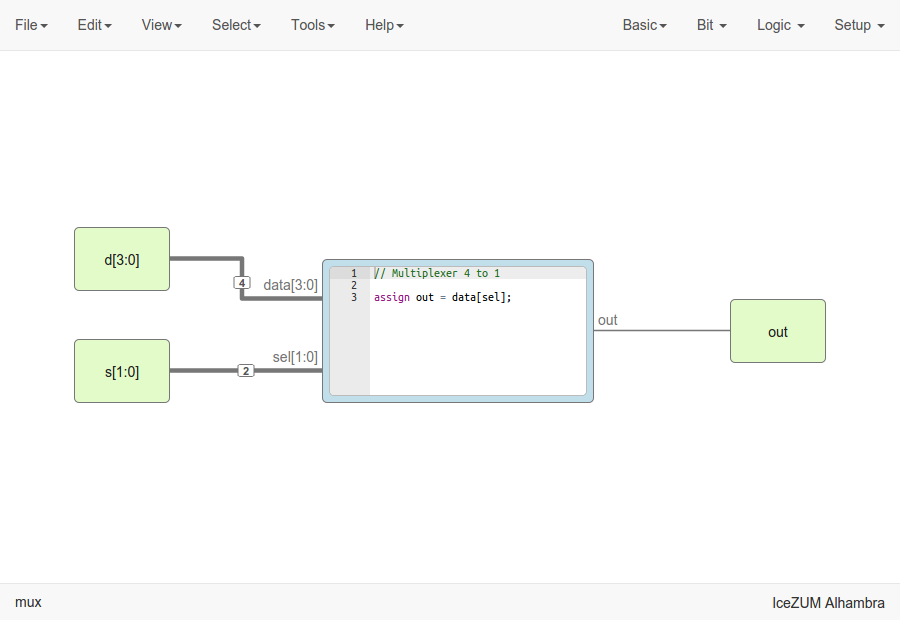 File Edit View Select Tools Help Basic Bit Logic Setup
d[3:0]
4
data[3:0]
s[1:0]
2
sel[1:0]
1 // Multiplexer 4 to 1
2
3 assign out = data[sel];
out
out
mux
IceZUM Alhambra